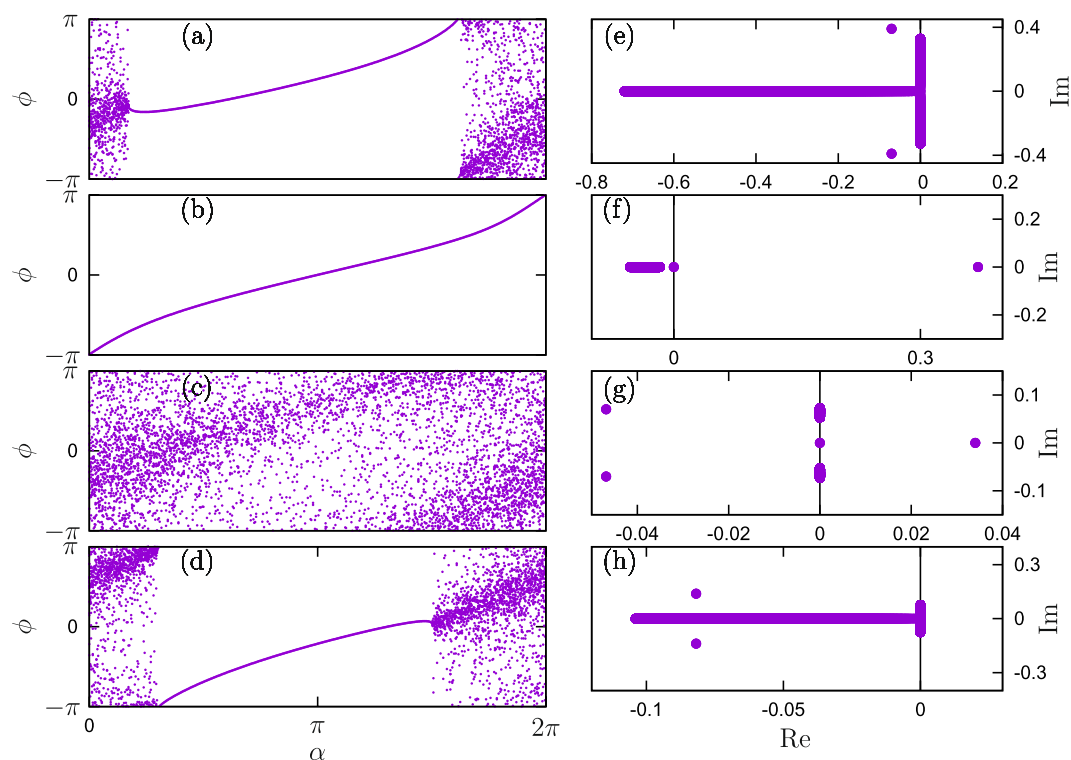 π (a) (e) 0.4
ϕ 0 0 Im
−π -0.4
-0.8 -0.6 -0.4 -0.2 0 0.2
π (b) (f) 0.2
ϕ 0 0 Im
−π -0.2
0 0.3
π (c) (g) 0.1
ϕ 0 0 Im
−π -0.1
-0.04 -0.02 0 0.02 0.04
π (d) (h) 0.3
ϕ 0 0 Im
−π -0.3
0 π 2π -0.1 -0.05 0
α Re